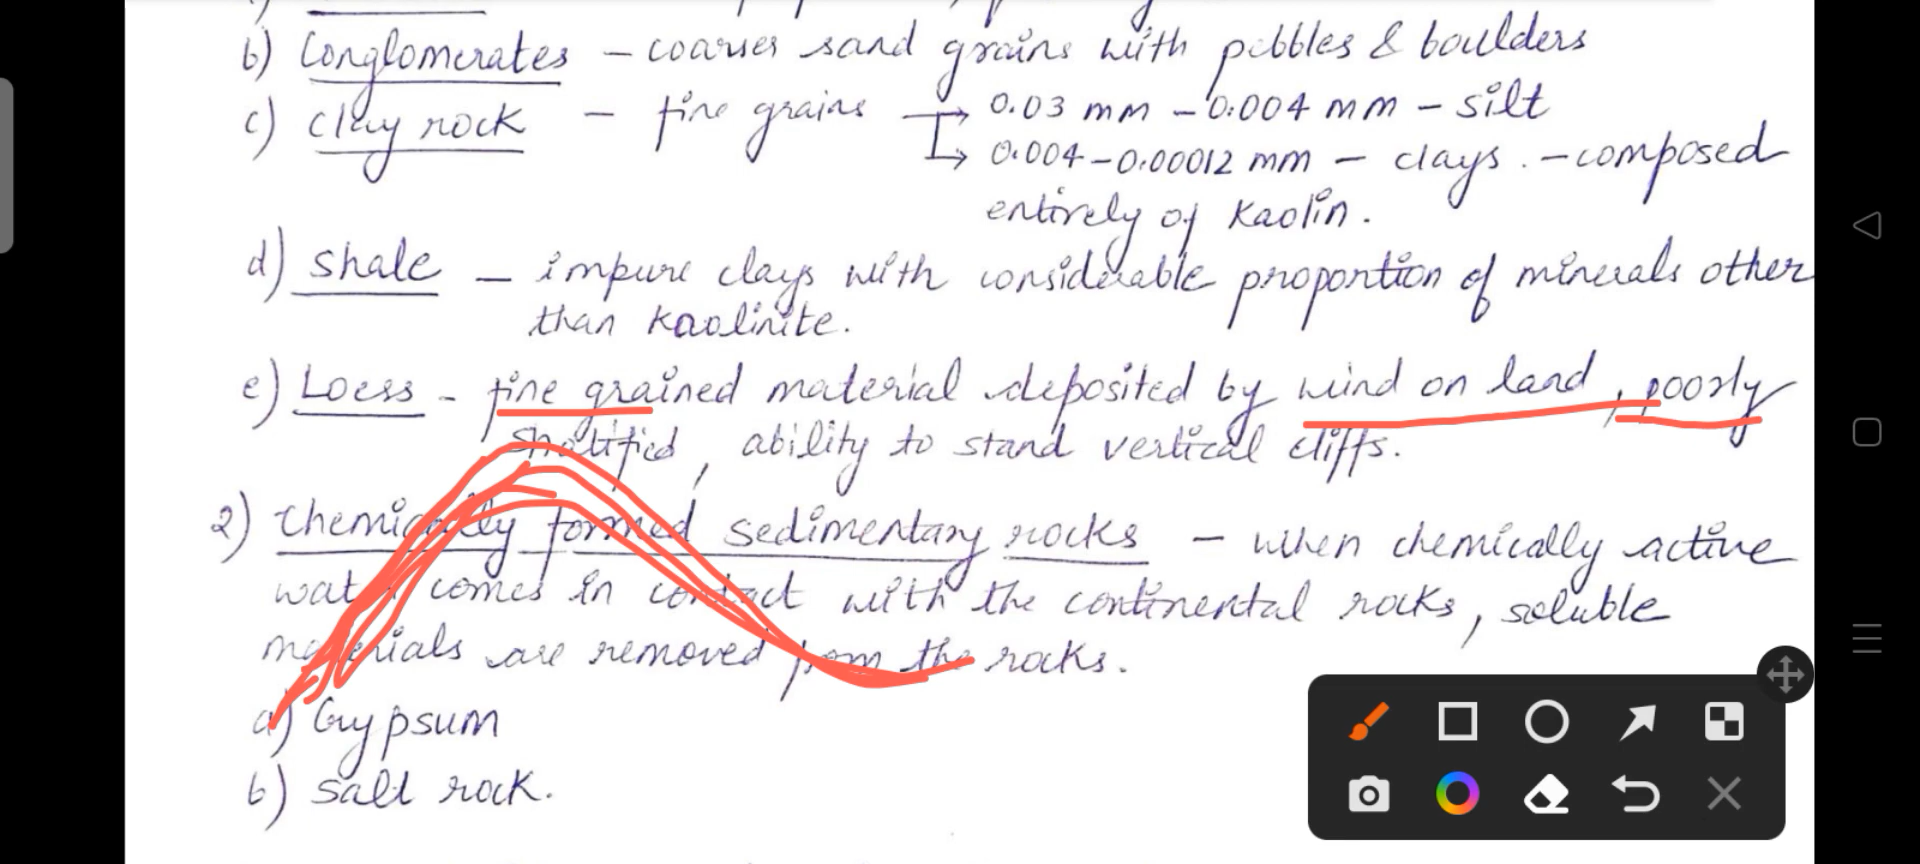 b) Conglomerates – coarser sand grains with pebbles & boulders
c) Clay rock – fine grains → 0.03 mm – 0.004 mm – silt
→ 0.004–0.00012 mm – clays. – composed
entirely of Kaolin.
d) Shale – impure clays with considerable proportion of minerals other
than kaolinite.
e) Loess - fine grained material deposited by wind on land, poorly
stratified, ability to stand vertical cliffs.
2) Chemically formed sedimentary rocks – when chemically active
water comes in contact with the continental rocks, soluble
materials are removed from the rocks.
a) Gypsum
b) Salt rock.